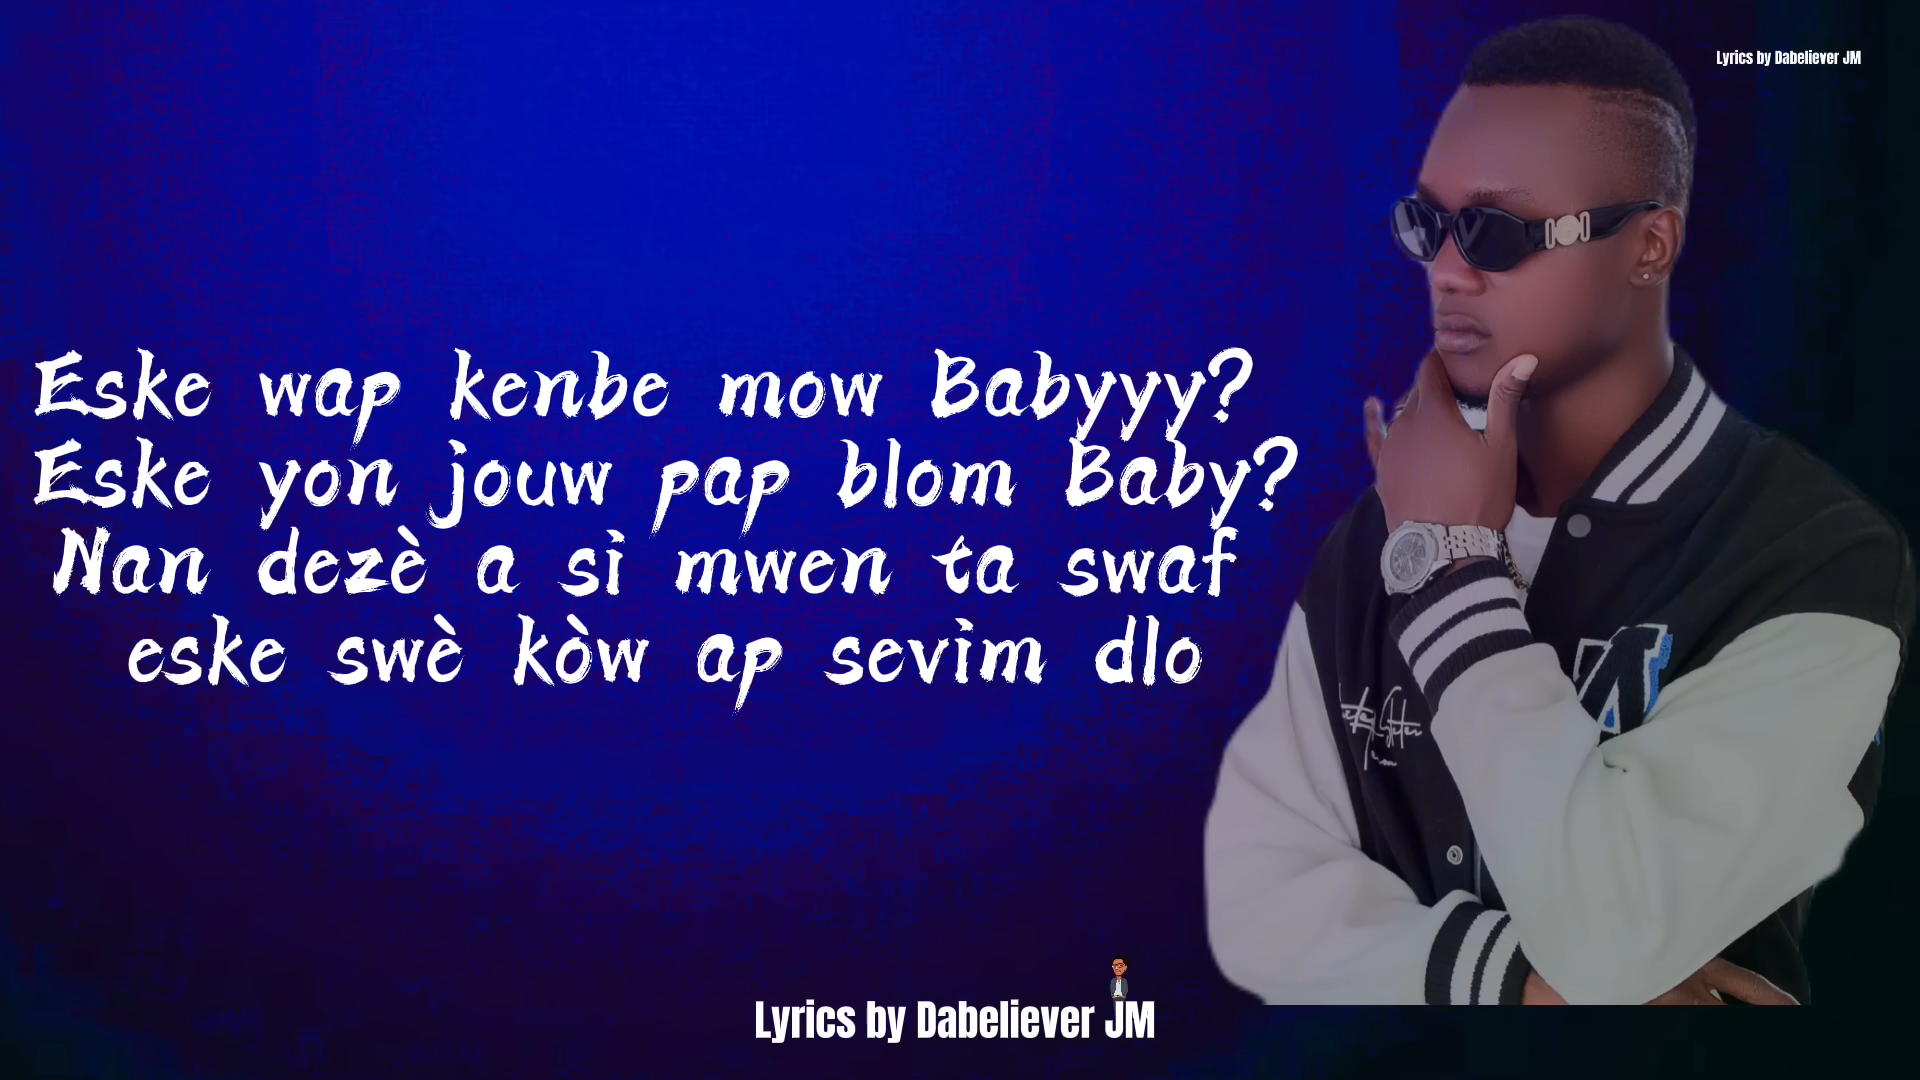 Lyrics by Dabeliever JM
Eske wap kenbe mow Babyyy?
Eske yon jouw pap blom Baby?
Nan dezè a si mwen ta swaf
eske swè kòw ap sevim dlo
Lyrics by Dabeliever JM